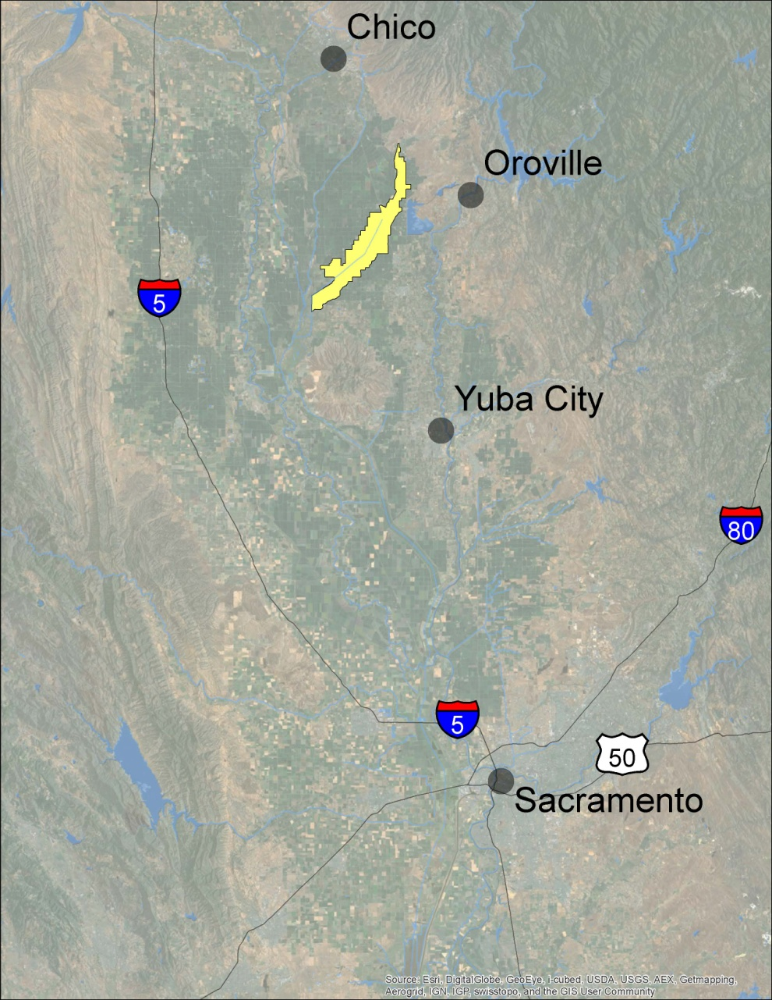 Chico
Oroville
5
Yuba City
80
5
50
Sacramento
Source: Esri, DigitalGlobe, GeoEye, i-cubed, USDA, USGS, AEX, Getmapping,
Aerogrid, IGN, IGP, swisstopo, and the GIS User Community